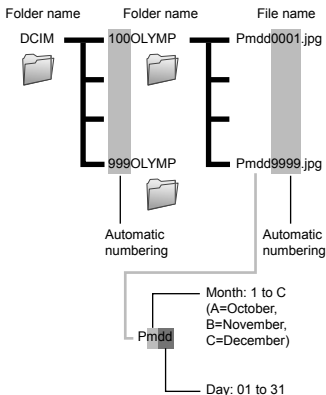 Folder name Folder name File name
DCIM 100OLYMP Pmdd0001.jpg
999OLYMP Pmdd9999.jpg
Automatic
numbering
Automatic
numbering
Month: 1 to C
(A=October,
B=November,
C=December)
Pmdd
Day: 01 to 31